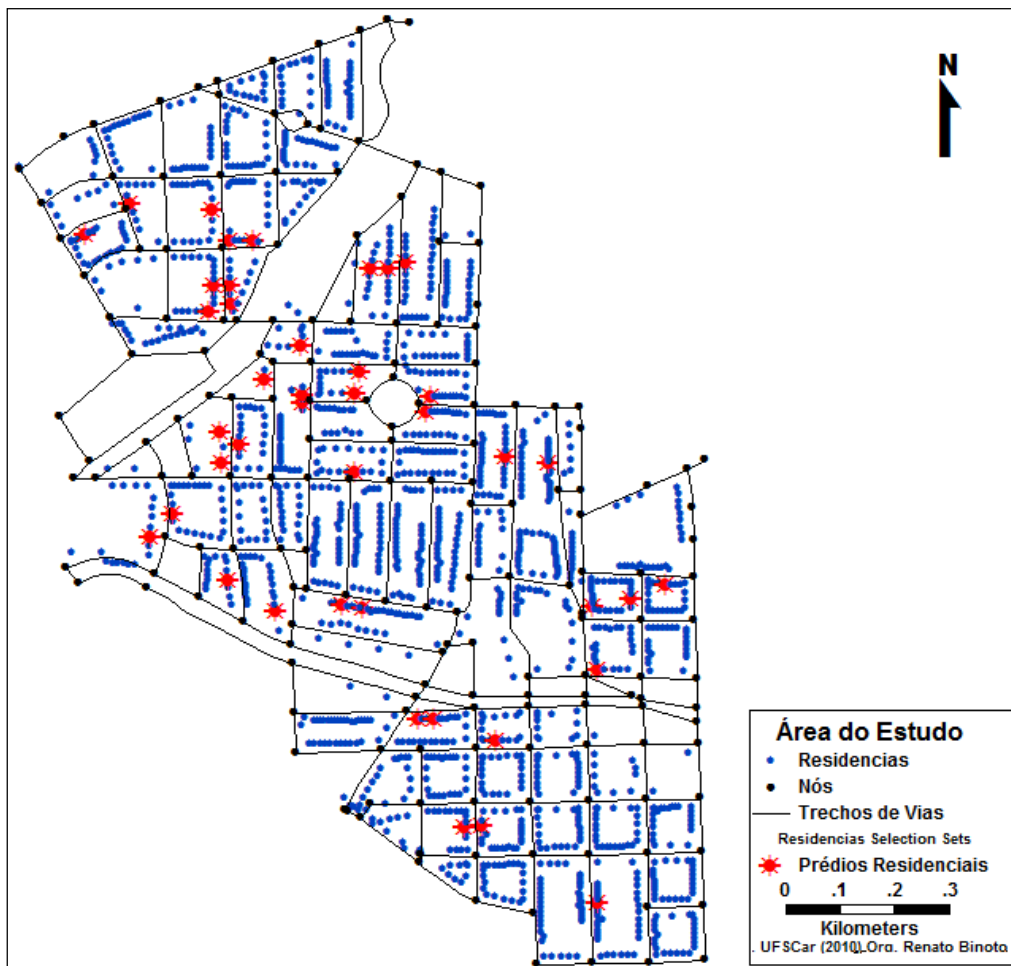 N
Área do Estudo
Residencias
Nós
Trechos de Vias
Residencias Selection Sets
Prédios Residenciais
0 .1 .2 .3
Kilometers
. UFSCar (2010) Org. Renato Binoto